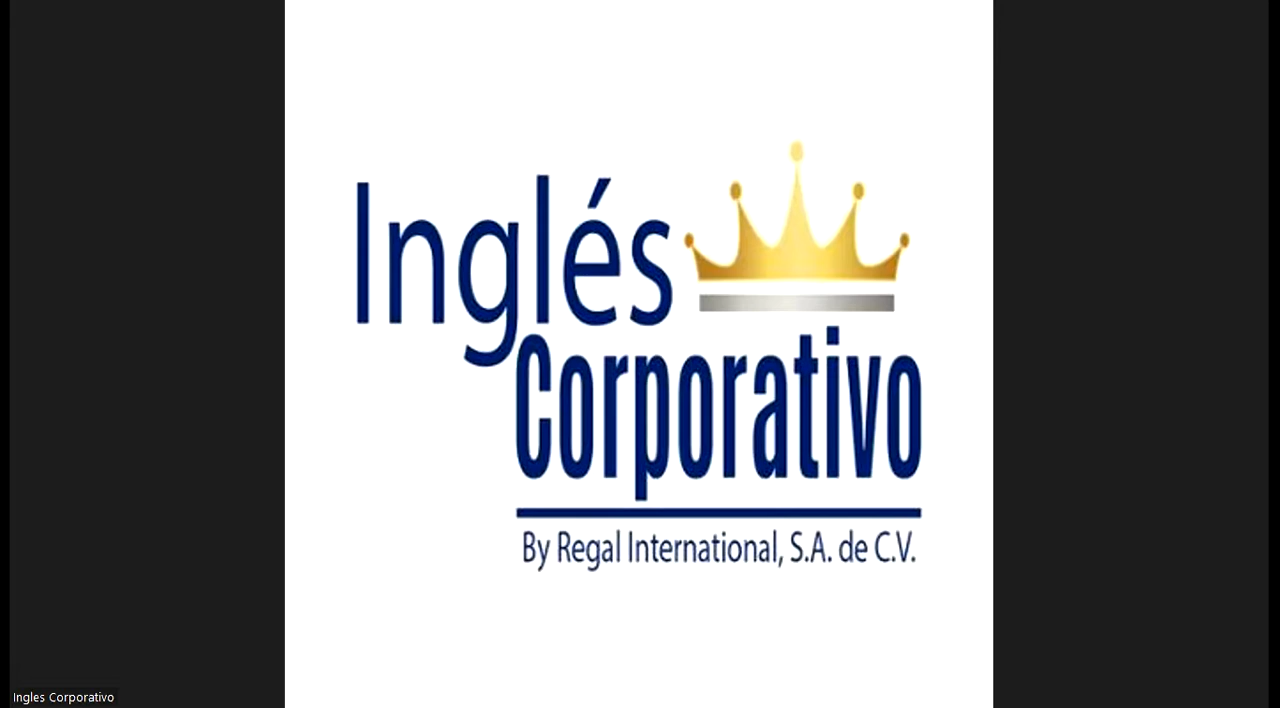 Inglés
Corporativo
By Regal International, S.A. de C.V.
Ingles Corporativo